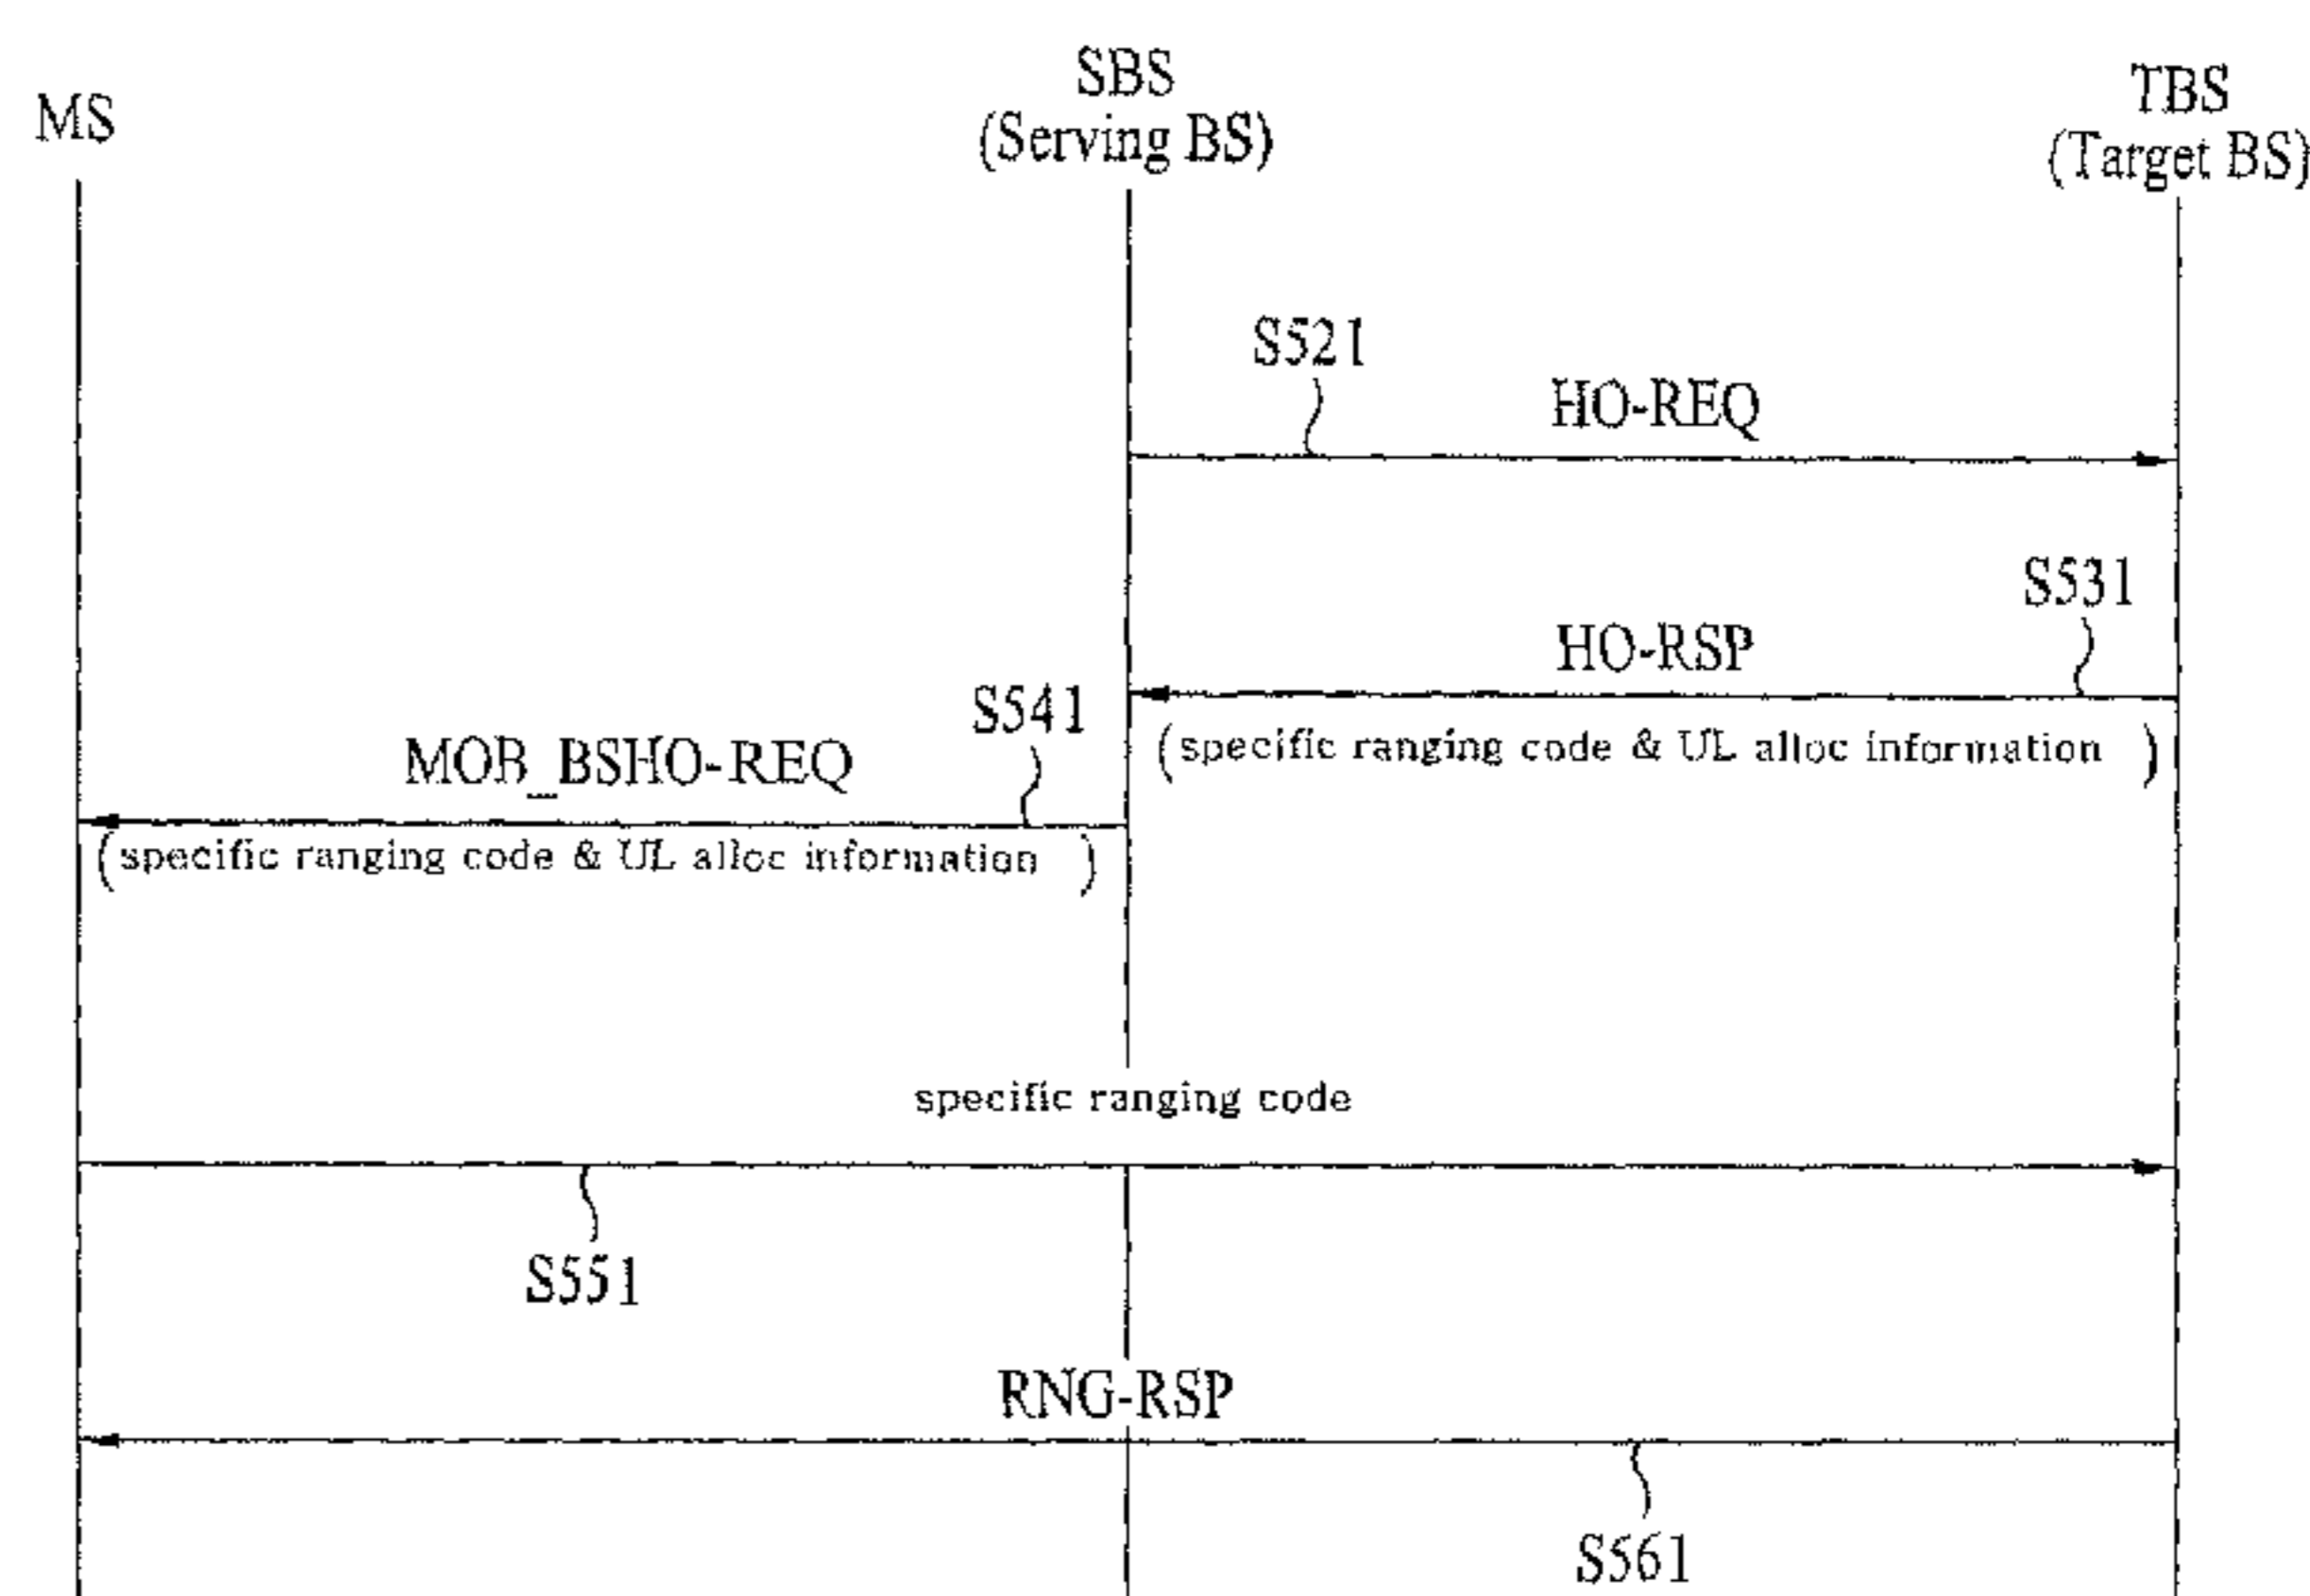 MS
SBS
(Serving BS)
TBS
(Target BS)
S521
HO-REQ
S531
HO-RSP
(specific ranging code & UL alloc information)
S541
MOB_BSHO-REQ
(specific ranging code & UL alloc information)
specific ranging code
S551
RNG-RSP
S561